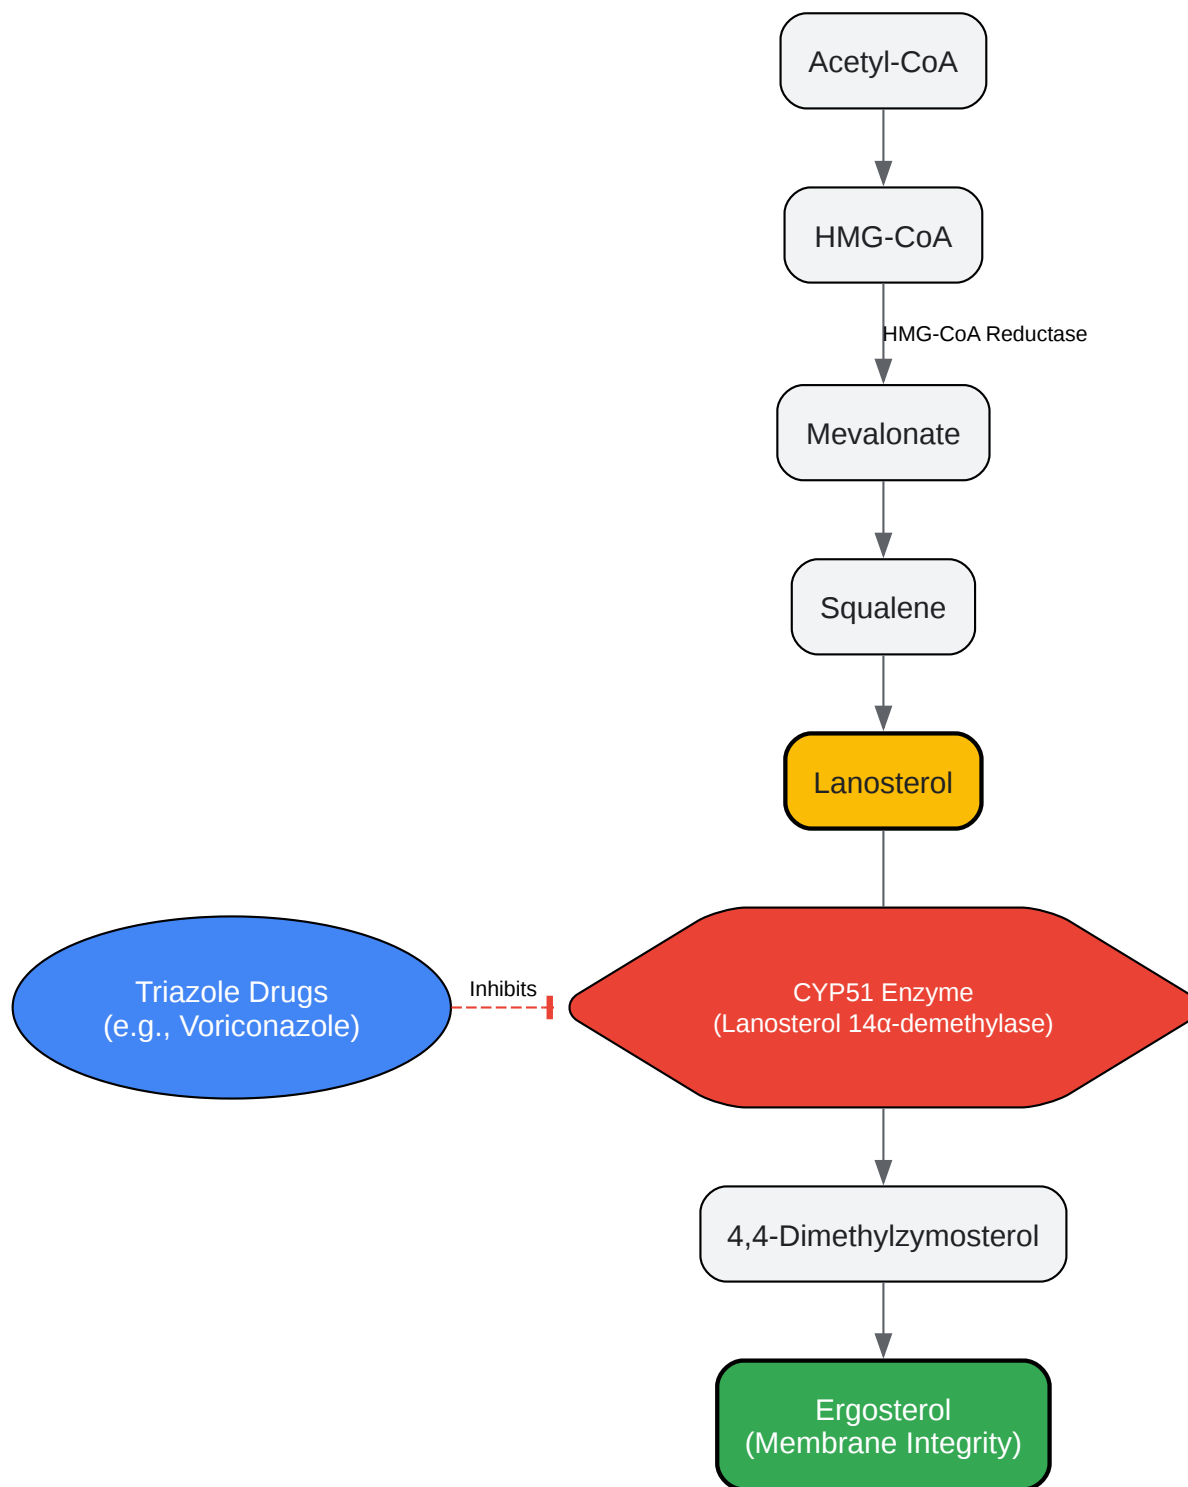 Acetyl-CoA
HMG-CoA
HMG-CoA Reductase
Mevalonate
Squalene
Lanosterol
Triazole Drugs
(e.g., Voriconazole)
Inhibits
CYP51 Enzyme
(Lanosterol 14α-demethylase)
4,4-Dimethylzymosterol
Ergosterol
(Membrane Integrity)